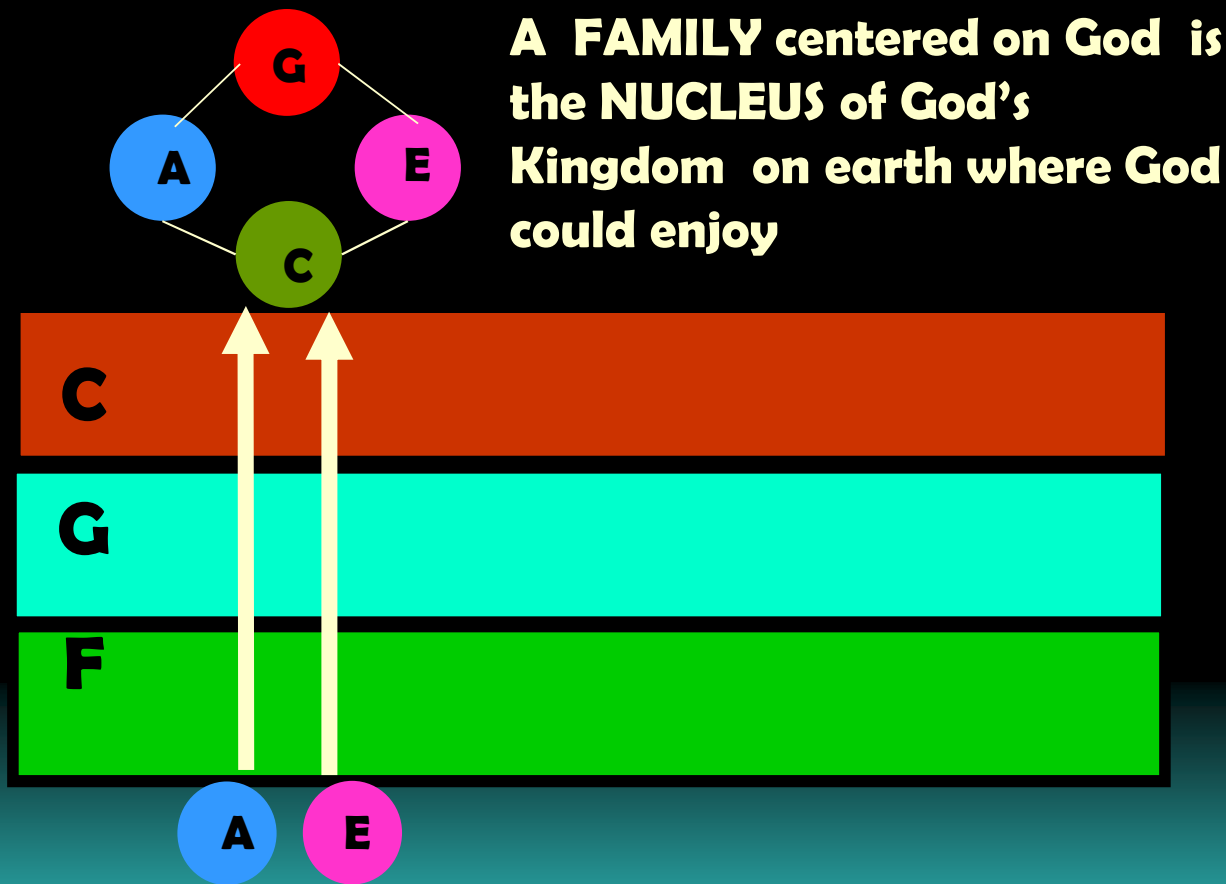 G
A FAMILY centered on God is
the NUCLEUS of God's
Kingdom on earth where God
could enjoy
A
E
C
C
G
F
A
E